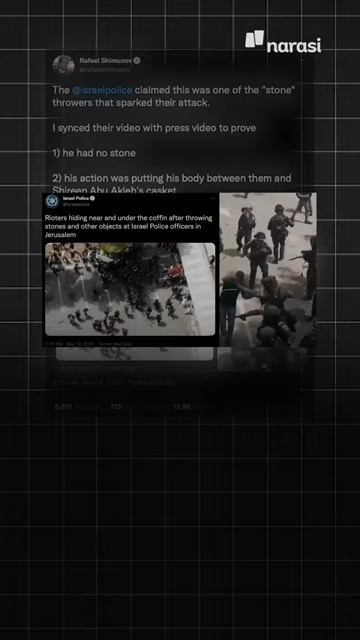 narasi
Rafael Shimunov
@rafaelshimunov
The @israelpolice claimed this was one of the "stone"
throwers that sparked their attack.
I synced their video with press video to prove
1) he had no stone
2) his action was putting his body between them and
Shireen Abu Akleh's casket
Israel Police
@israelpolice
Rioters hiding near and under the coffin after throwing
stones and other objects at Israel Police officers in
Jerusalem